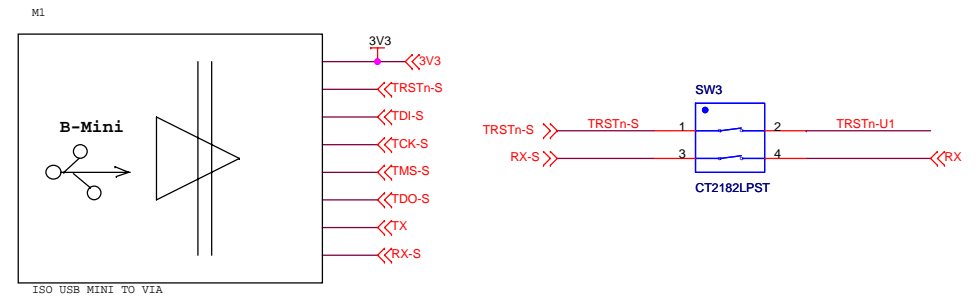 M1
3V3
3V3
TRSTn-S
TDI-S
B-Mini
TCK-S
TMS-S
TDO-S
TX
RX-S
ISO USB MINI TO VIA
SW3
TRSTn-S TRSTn-S 1 2 TRSTn-U1
RX-S 3 4 RX
CT2182LPST